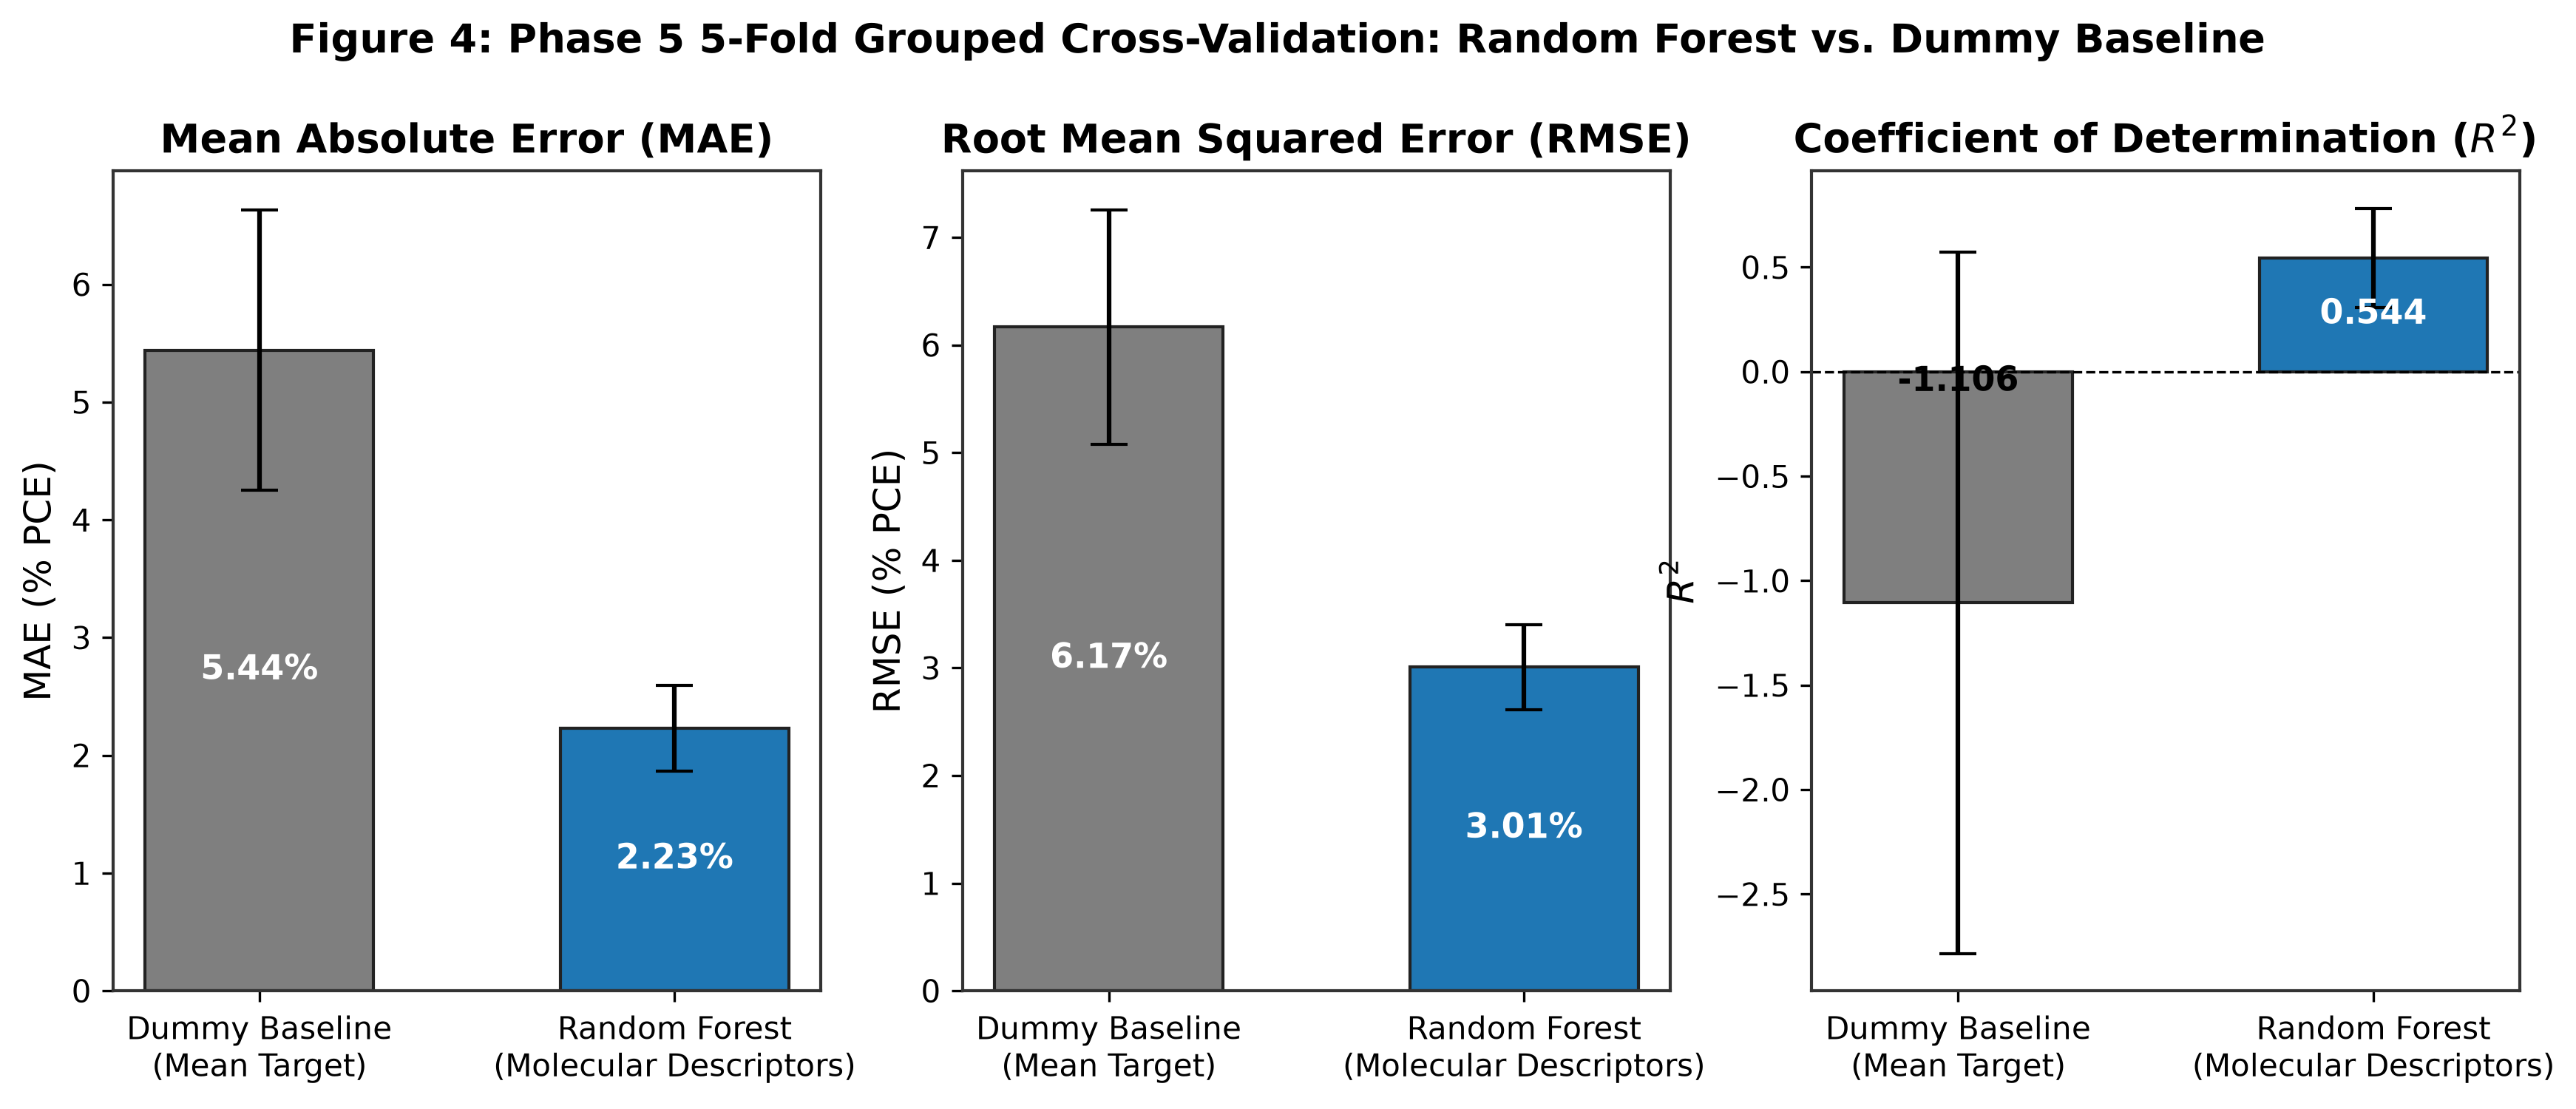 Figure 4: Phase 5 5-Fold Grouped Cross-Validation: Random Forest vs. Dummy Baseline
Mean Absolute Error (MAE)
MAE (% PCE)
6
5
4
3
2
1
0
5.44%
2.23%
Dummy Baseline
(Mean Target)
Random Forest
(Molecular Descriptors)
Root Mean Squared Error (RMSE)
RMSE (% PCE)
7
6
5
4
3
2
1
0
6.17%
3.01%
Dummy Baseline
(Mean Target)
Random Forest
(Molecular Descriptors)
Coefficient of Determination (R²)
R²
0.5
0.0
−0.5
−1.0
−1.5
−2.0
−2.5
-1.106
0.544
Dummy Baseline
(Mean Target)
Random Forest
(Molecular Descriptors)